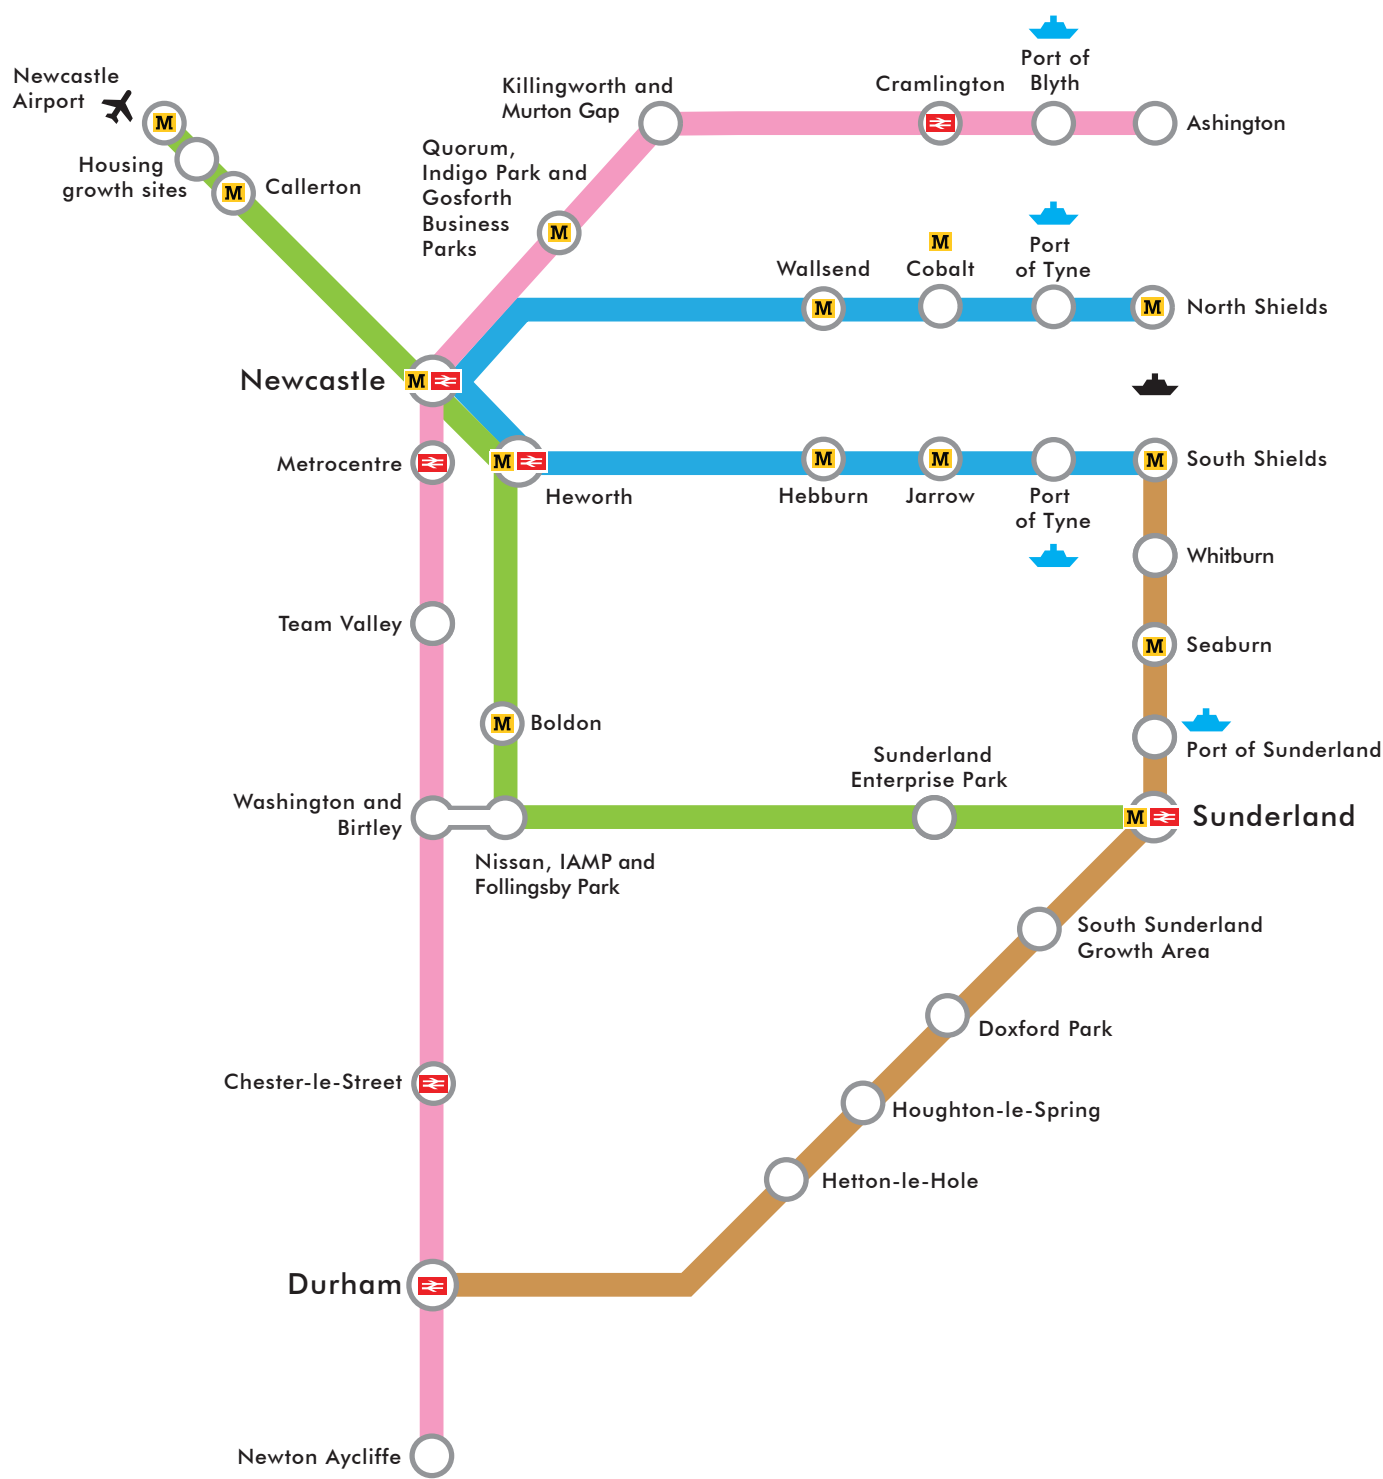 Newcastle
Airport
M
Housing
growth sites
M
Callerton
Killingworth and
Murton Gap
Cramlington
Port of
Blyth
Ashington
Quorum,
Indigo Park and
Gosforth
Business
Parks
M
Wallsend
M
M
Cobalt
Port
of Tyne
M
North Shields
Newcastle
M
Metrocentre
M
Heworth
M
Hebburn
M
Jarrow
Port
of Tyne
M
South Shields
Whitburn
Team Valley
M
Seaburn
M
Boldon
Port of Sunderland
Sunderland
Enterprise Park
Washington and
Birtley
M
Sunderland
Nissan, IAMP and
Follingsby Park
South Sunderland
Growth Area
Doxford Park
Chester-le-Street
Houghton-le-Spring
Hetton-le-Hole
Durham
Newton Aycliffe